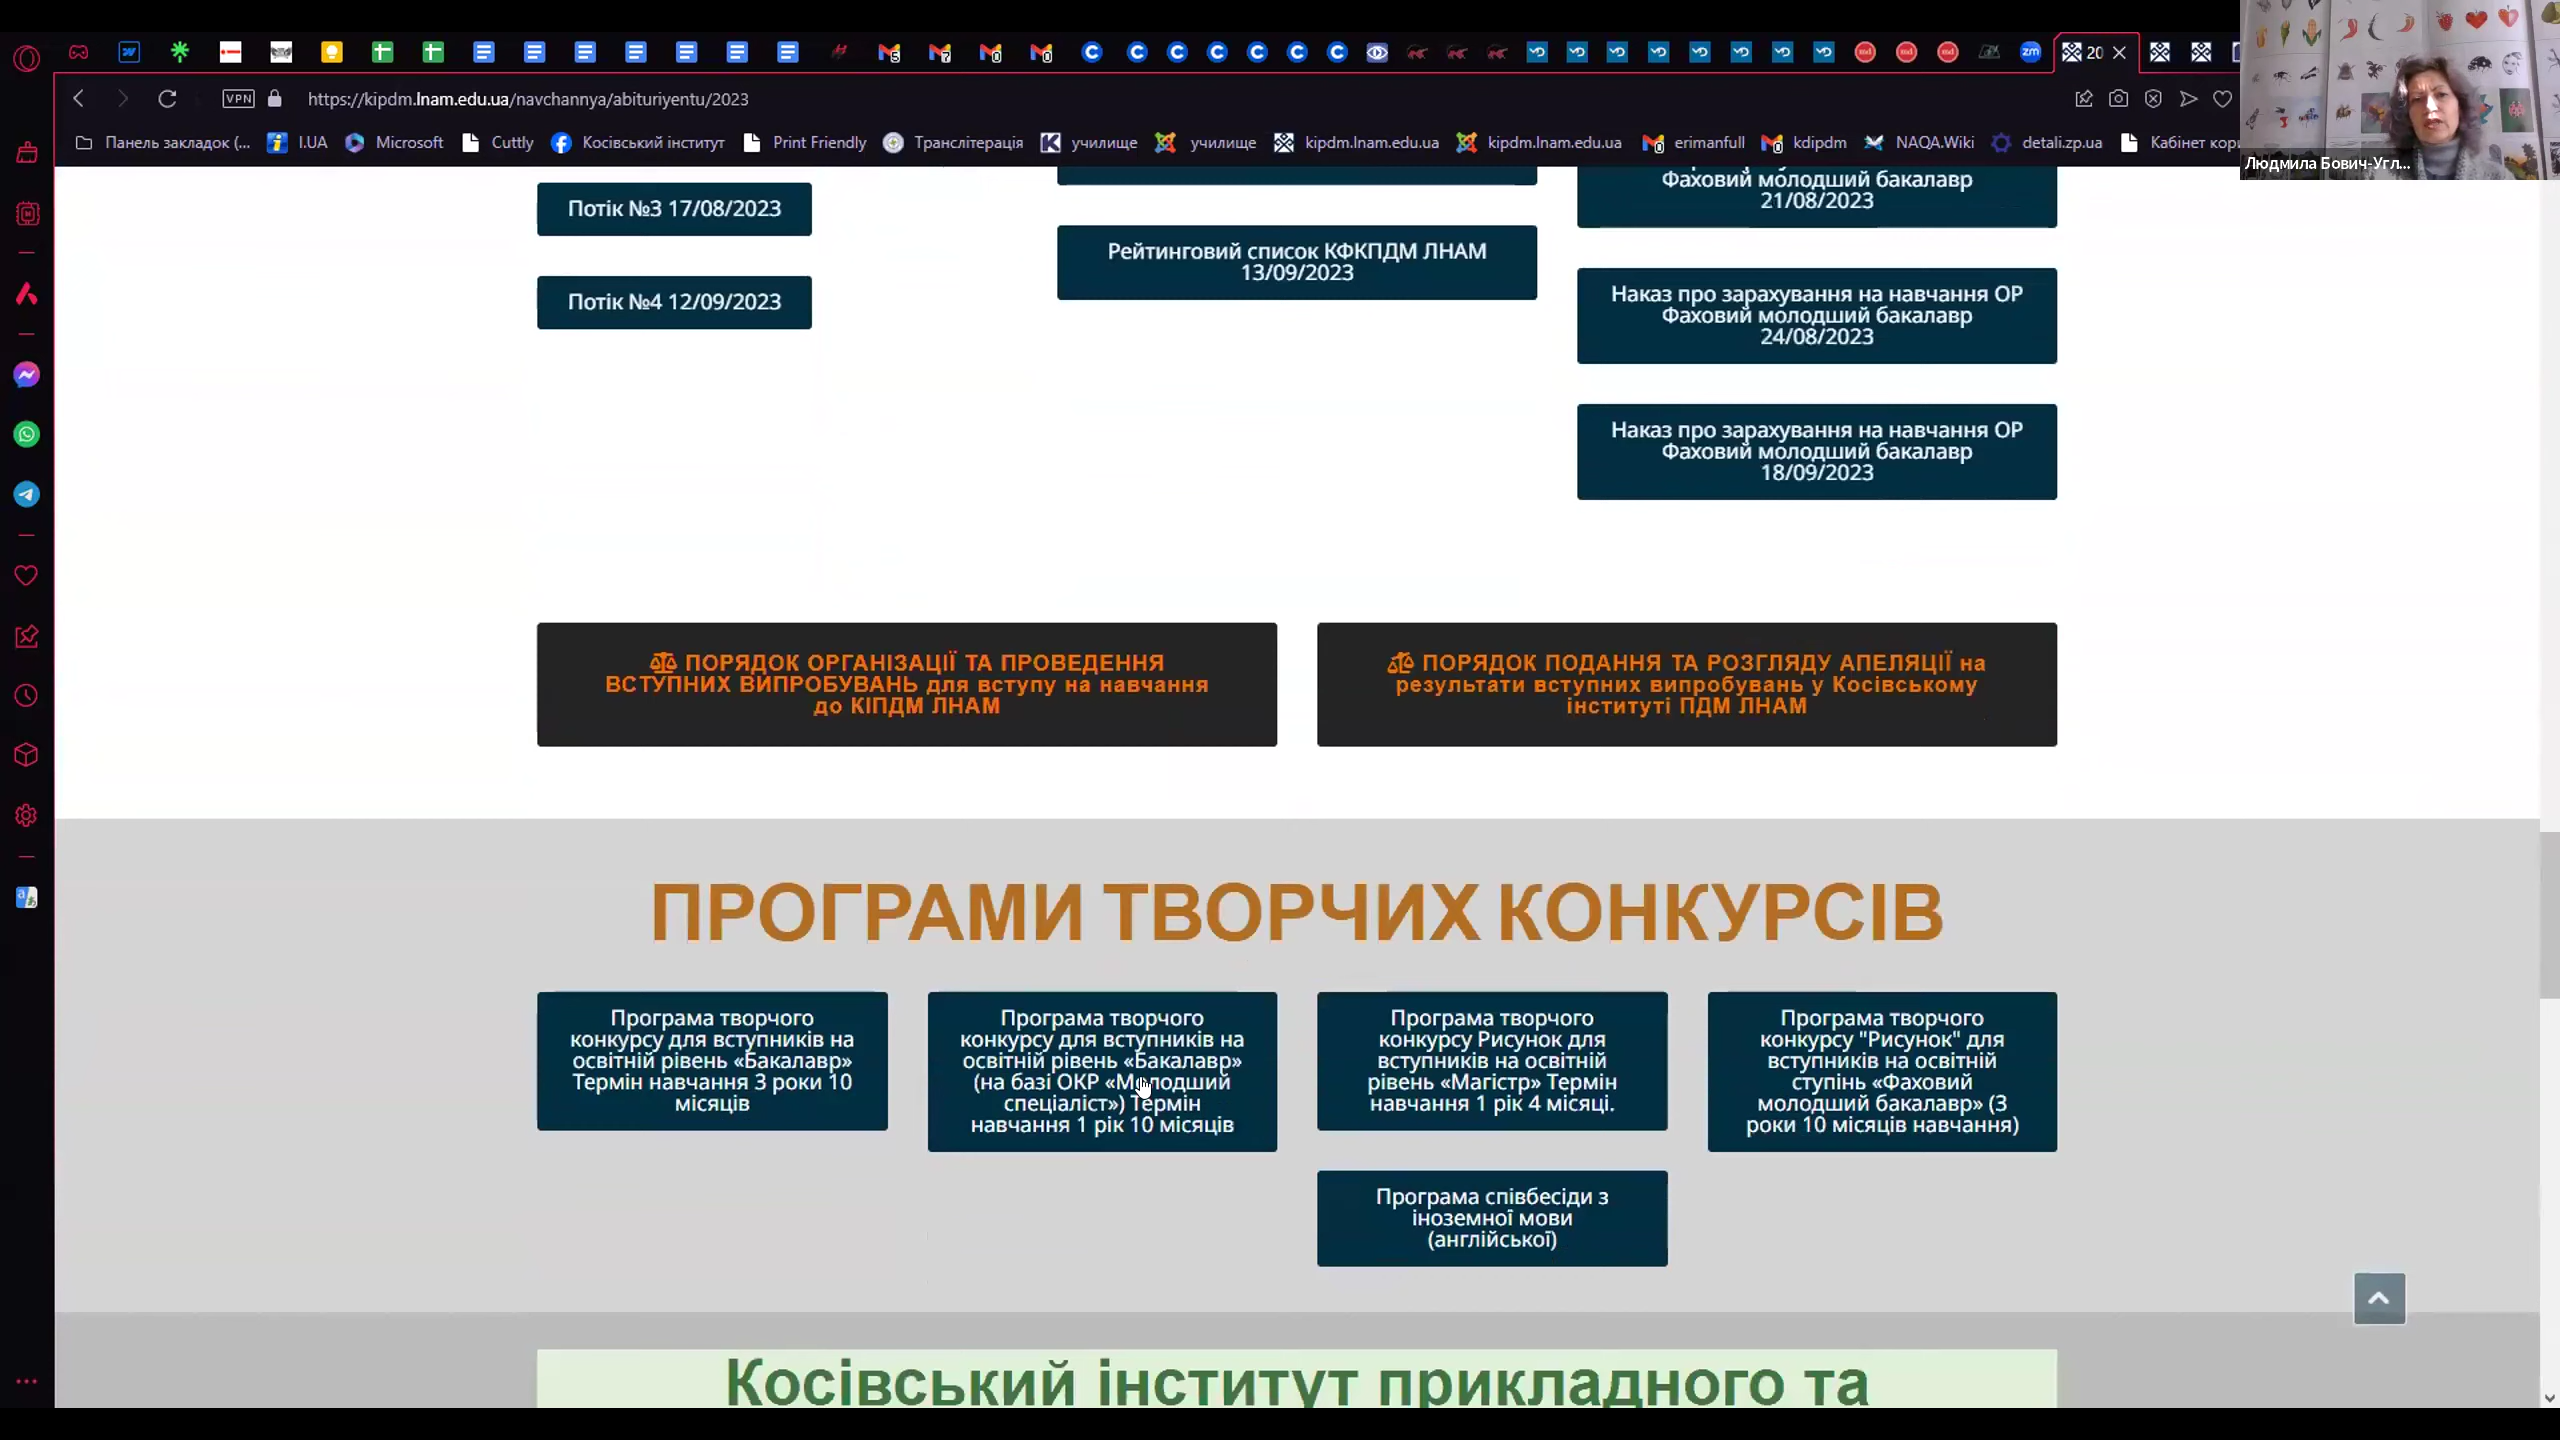 20
VPN
https://kipdm.lnam.edu.ua/navchannya/abituriyentu/2023
Панель закладок (...
I.UA
Microsoft
Cuttly
Косівський інститут
Print Friendly
Транслітерація
училище
училище
kipdm.lnam.edu.ua
kipdm.lnam.edu.ua
erimanfull
kdipdm
NAQA.Wiki
detali.zp.ua
Кабінет кори
Людмила Бович-Угл...
Потік №3 17/08/2023
Потік №4 12/09/2023
Рейтинговий список КФКПДМ ЛНАМ
13/09/2023
Фаховий молодший бакалавр
21/08/2023
Наказ про зарахування на навчання ОР
Фаховий молодший бакалавр
24/08/2023
Наказ про зарахування на навчання ОР
Фаховий молодший бакалавр
18/09/2023
ПОРЯДОК ОРГАНІЗАЦІЇ ТА ПРОВЕДЕННЯ
ВСТУПНИХ ВИПРОБУВАНЬ для вступу на навчання
до КІПДМ ЛНАМ
ПОРЯДОК ПОДАННЯ ТА РОЗГЛЯДУ АПЕЛЯЦІЇ на
результати вступних випробувань у Косівському
інституті ПДМ ЛНАМ
ПРОГРАМИ ТВОРЧИХ КОНКУРСІВ
Програма творчого
конкурсу для вступників на
освітній рівень «Бакалавр»
Термін навчання 3 роки 10
місяців
Програма творчого
конкурсу для вступників на
освітній рівень «Бакалавр»
(на базі ОКР «Молодший
спеціаліст») Термін
навчання 1 рік 10 місяців
Програма творчого
конкурсу Рисунок для
вступників на освітній
рівень «Магістр» Термін
навчання 1 рік 4 місяці.
Програма творчого
конкурсу "Рисунок" для
вступників на освітній
ступінь «Фаховий
молодший бакалавр» (3
роки 10 місяців навчання)
Програма співбесіди з
іноземної мови
(англійської)
Косівський інститут прикладного та